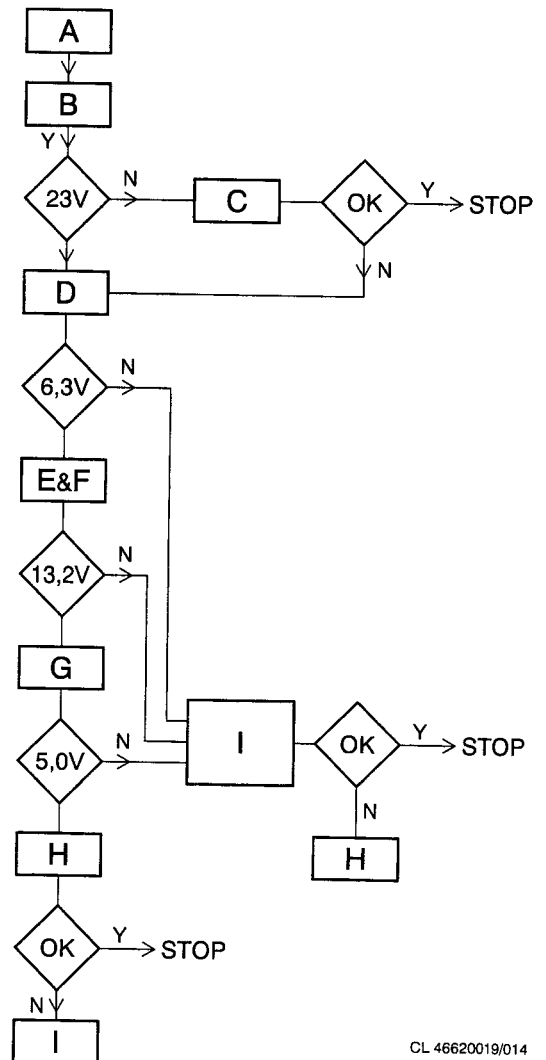 A
B
Y
23V
N
C
OK
Y
STOP
N
D
6,3V
N
E&F
13,2V
N
G
5,0V
N
I
OK
Y
STOP
N
H
H
OK
Y
STOP
N
I
CL 46620019/014